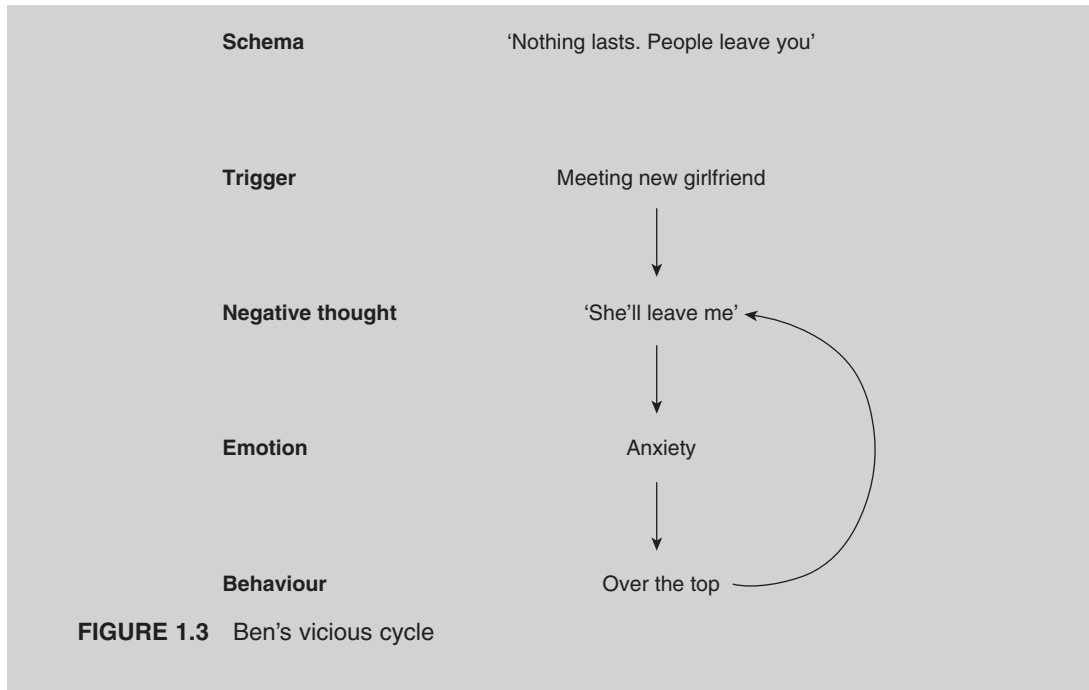 Schema ‘Nothing lasts. People leave you’
Trigger Meeting new girlfriend
Negative thought ‘She’ll leave me’
Emotion Anxiety
Behaviour Over the top
FIGURE 1.3 Ben’s vicious cycle